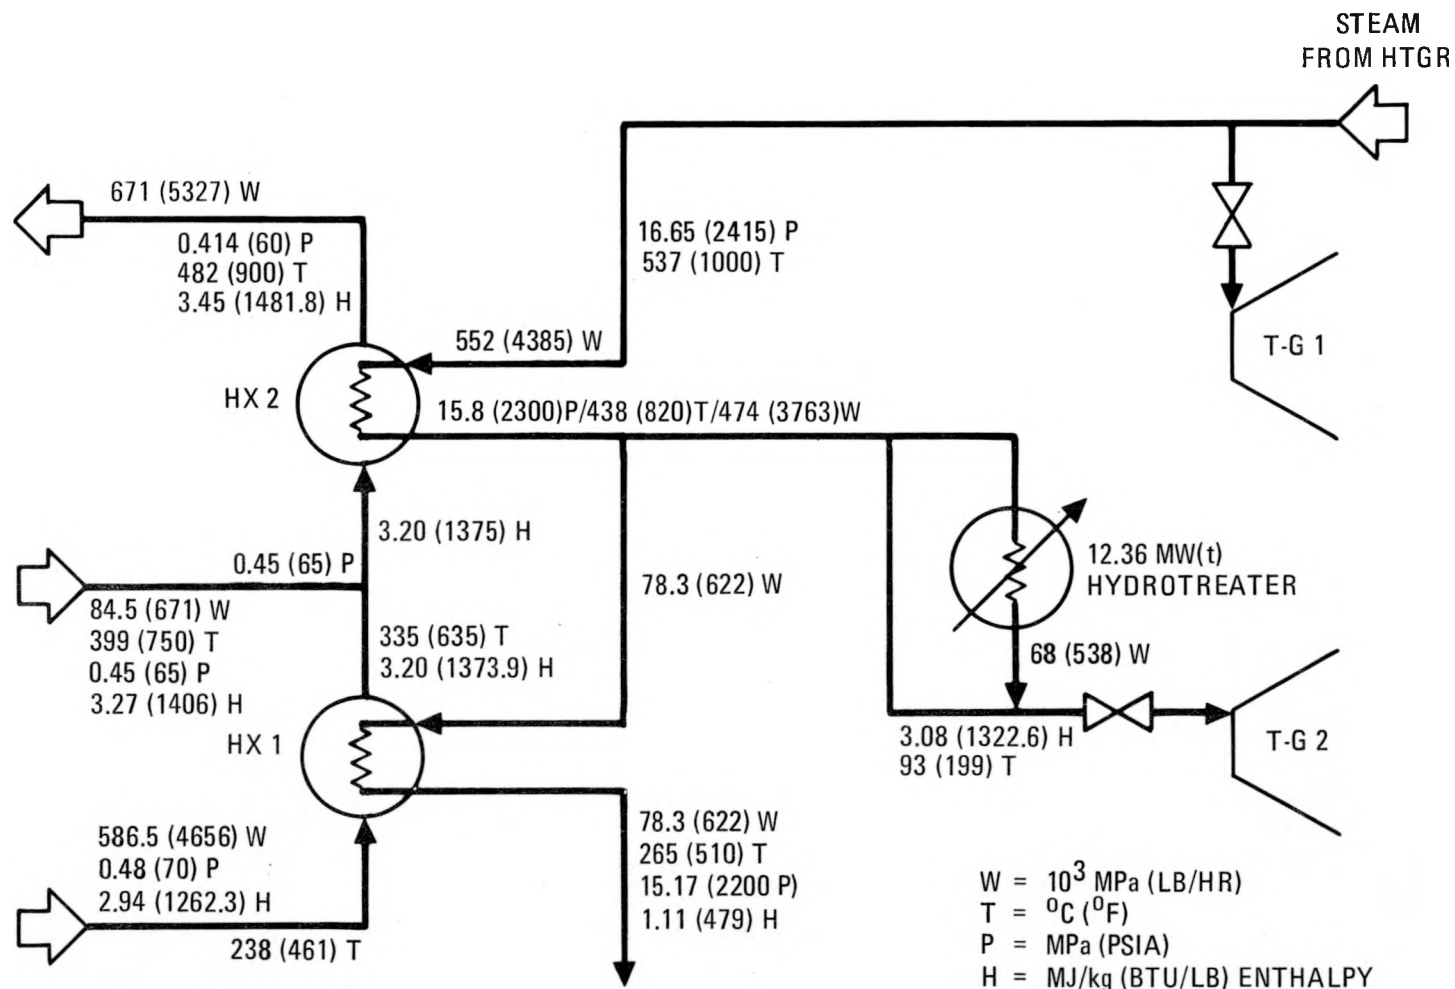 STEAM
FROM HTGR
671 (5327) W
0.414 (60) P
482 (900) T
3.45 (1481.8) H
16.65 (2415) P
537 (1000) T
552 (4385) W
T-G 1
HX 2
15.8 (2300)P/438 (820)T/474 (3763)W
3.20 (1375) H
0.45 (65) P
78.3 (622) W
12.36 MW(t)
HYDROTREATER
84.5 (671) W
399 (750) T
0.45 (65) P
3.27 (1406) H
335 (635) T
3.20 (1373.9) H
68 (538) W
HX 1
3.08 (1322.6) H
93 (199) T
T-G 2
586.5 (4656) W
0.48 (70) P
2.94 (1262.3) H
238 (461) T
78.3 (622) W
265 (510) T
15.17 (2200 P)
1.11 (479) H
W = 10³ MPa (LB/HR)
T = ⁰C (⁰F)
P = MPa (PSIA)
H = MJ/kg (BTU/LB) ENTHALPY